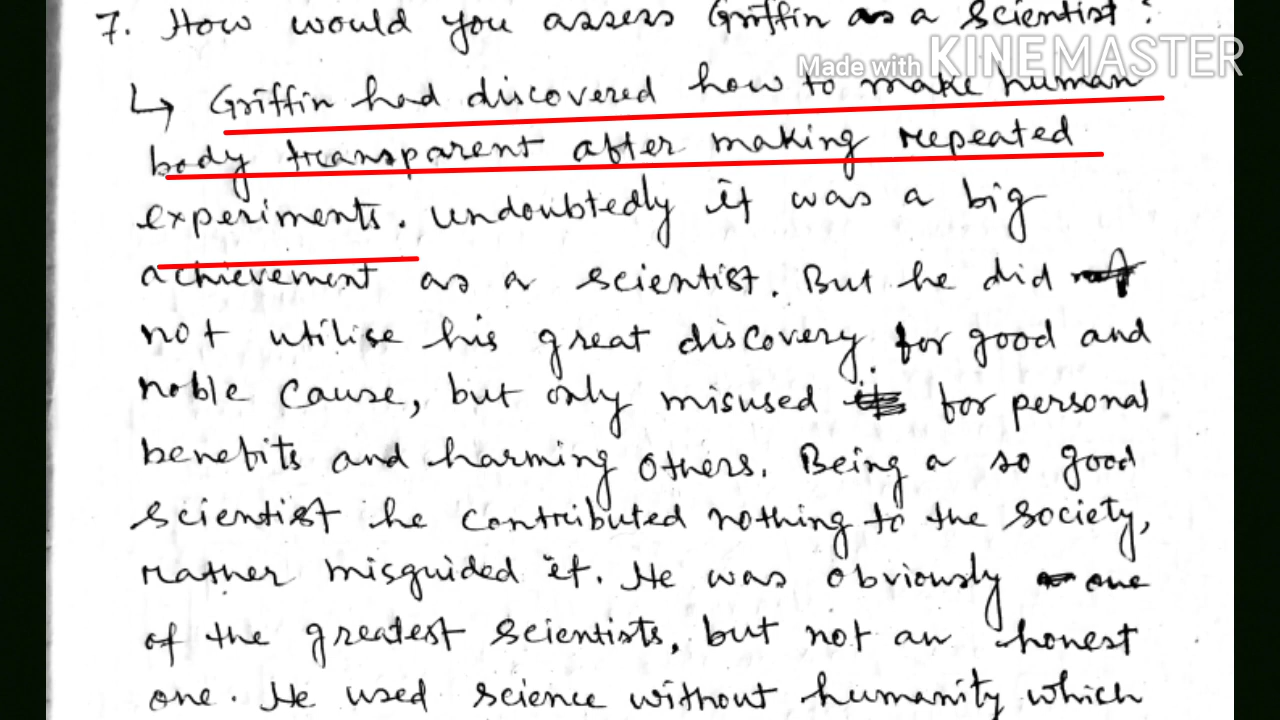 7. How would you assess Griffin as a scientist?
Made with KINEMASTER
↳ Griffin had discovered how to make human
body transparent after making repeated
experiments. Undoubtedly it was a big
achievement as a scientist. But he did
not utilise his great discovery for good and
noble cause, but only misused for personal
benefits and harming others. Being a so good
scientist he contributed nothing to the society,
rather misguided it. He was obviously one
of the greatest scientists, but not an honest
one. He used science without humanity which